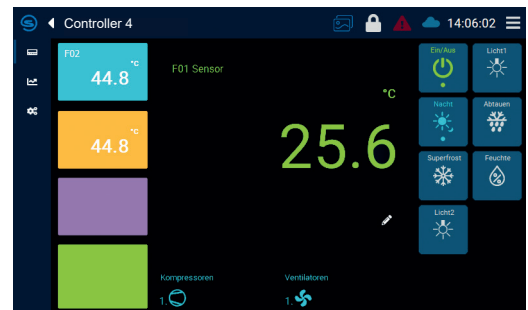 Controller 4
14:06:02
F02
°C
44.8
°C
44.8
F01 Sensor
°C
25.6
Kompressoren
1.
Ventilatoren
1.
Ein/Aus
Licht1
Nacht
Abtauen
Superfrost
Feuchte
Licht2